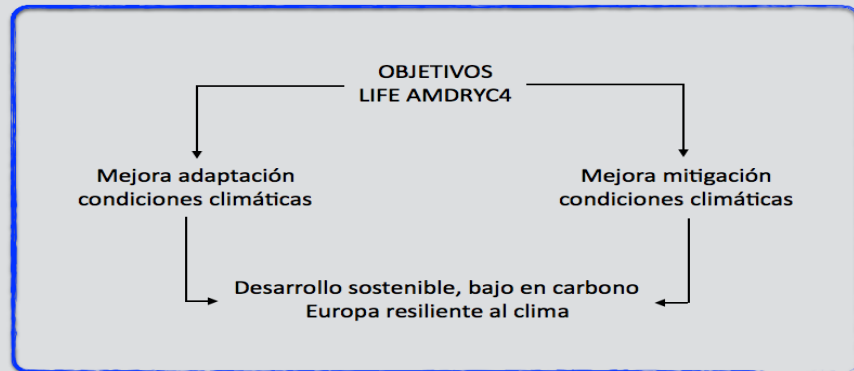 OBJETIVOS
LIFE AMDRYC4
Mejora adaptación
condiciones climáticas
Mejora mitigación
condiciones climáticas
Desarrollo sostenible, bajo en carbono
Europa resiliente al clima